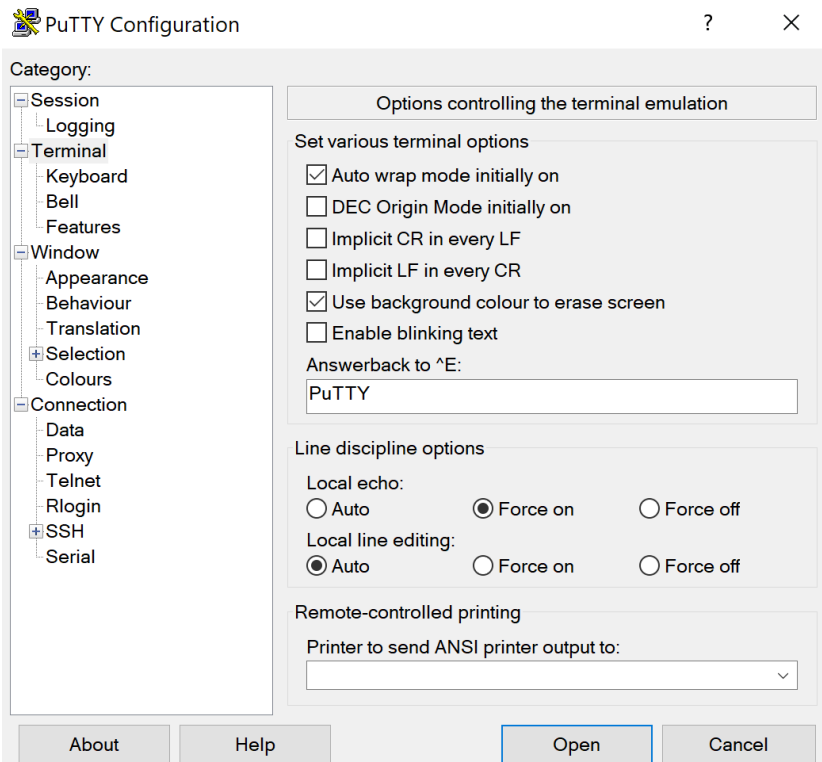 PuTTY Configuration
?
Category:
Session
Logging
Terminal
Keyboard
Bell
Features
Window
Appearance
Behaviour
Translation
Selection
Colours
Connection
Data
Proxy
Telnet
Rlogin
SSH
Serial
Options controlling the terminal emulation
Set various terminal options
Auto wrap mode initially on
DEC Origin Mode initially on
Implicit CR in every LF
Implicit LF in every CR
Use background colour to erase screen
Enable blinking text
Answerback to ^E:
PuTTY
Line discipline options
Local echo:
Auto Force on Force off
Local line editing:
Auto Force on Force off
Remote-controlled printing
Printer to send ANSI printer output to:
About Help Open Cancel